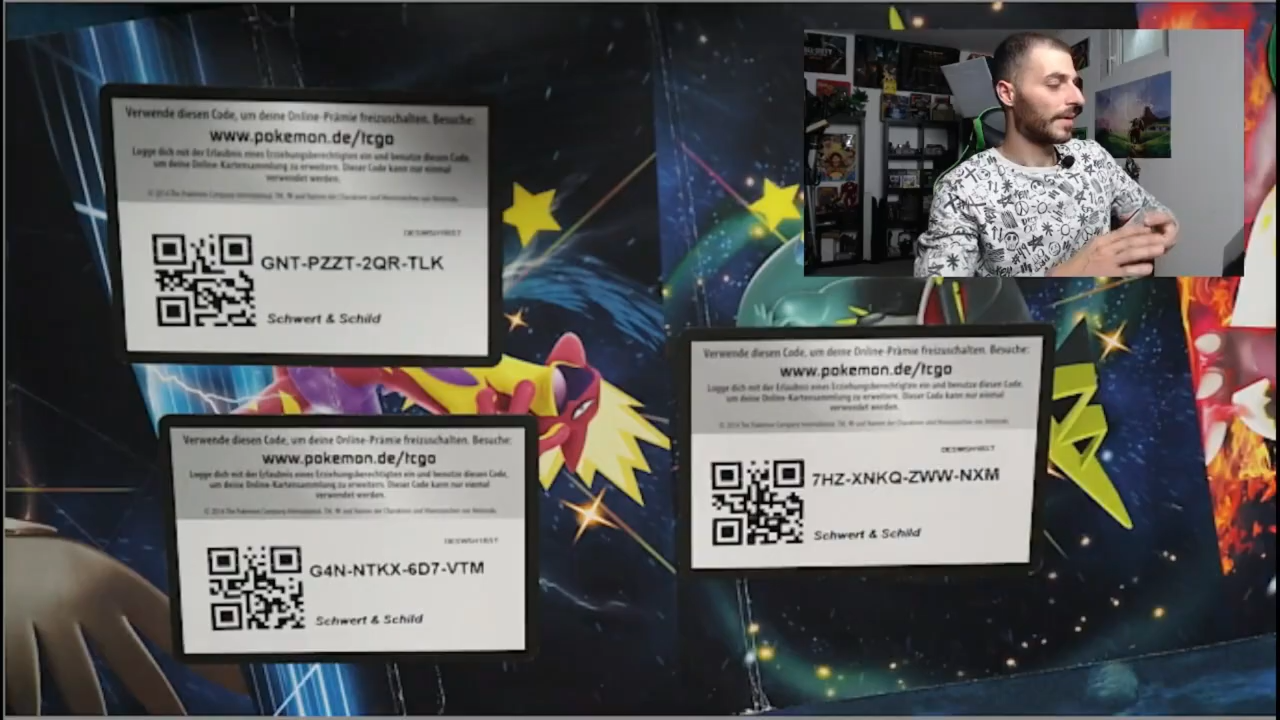 Verwende diesen Code, um deine Online-Prämie freizuschalten. Besuche:
www.pokemon.de/tcgo
Logge dich mit der Erlaubnis eines Erziehungsberechtigten ein und benutze diesen Code,
um deine Online-Kartensammlung zu erweitern. Dieser Code kann nur einmal
verwendet werden.
GNT-PZZT-2QR-TLK
Schwert & Schild
Verwende diesen Code, um deine Online-Prämie freizuschalten. Besuche:
www.pokemon.de/tcgo
Logge dich mit der Erlaubnis eines Erziehungsberechtigten ein und benutze diesen Code,
um deine Online-Kartensammlung zu erweitern. Dieser Code kann nur einmal
verwendet werden.
7HZ-XNKQ-ZWW-NXM
Schwert & Schild
Verwende diesen Code, um deine Online-Prämie freizuschalten. Besuche:
www.pokemon.de/tcgo
Logge dich mit der Erlaubnis eines Erziehungsberechtigten ein und benutze diesen Code,
um deine Online-Kartensammlung zu erweitern. Dieser Code kann nur einmal
verwendet werden.
G4N-NTKX-6D7-VTM
Schwert & Schild